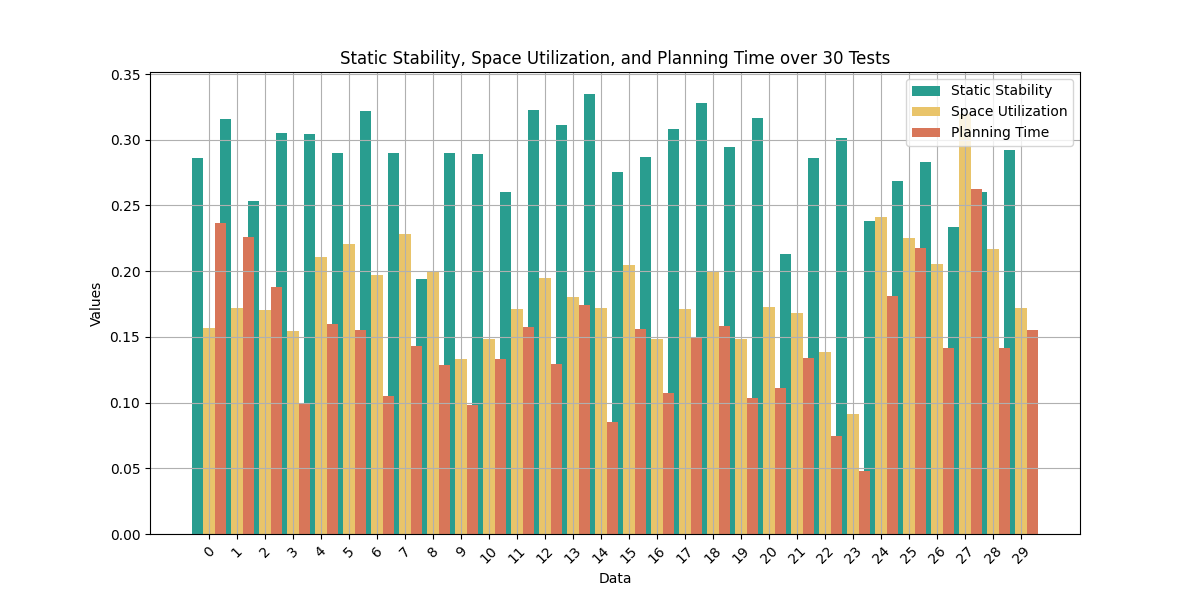 Static Stability, Space Utilization, and Planning Time over 30 Tests
Static Stability
Space Utilization
Planning Time
Values
0.35
0.30
0.25
0.20
0.15
0.10
0.05
0.00
0 1 2 3 4 5 6 7 8 9 10 11 12 13 14 15 16 17 18 19 20 21 22 23 24 25 26 27 28 29
Data